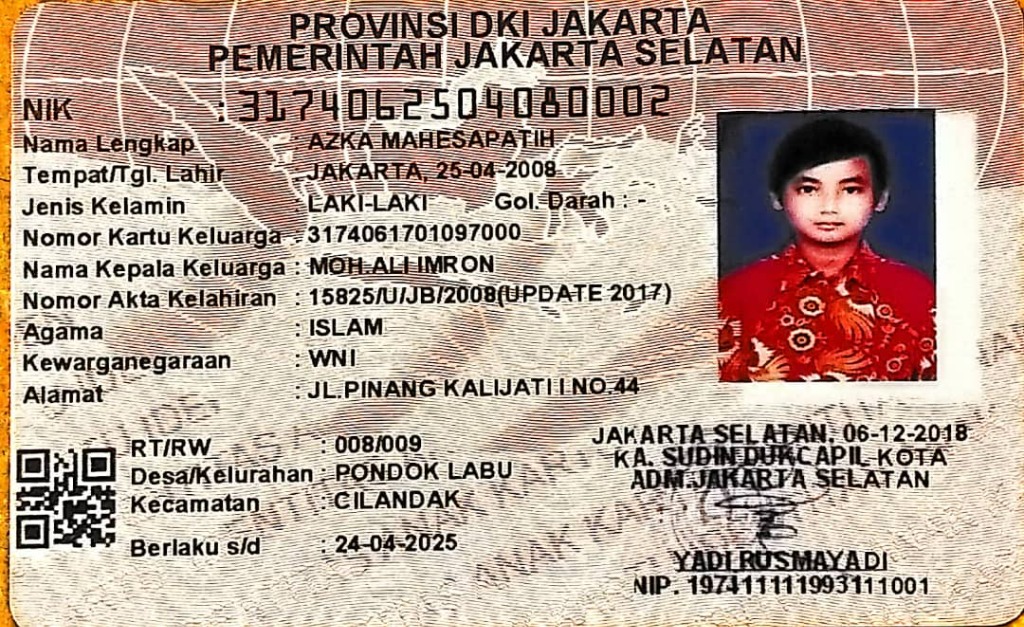 PROVINSI DKI JAKARTA
PEMERINTAH JAKARTA SELATAN
NIK : 3174062504080002
Nama Lengkap : AZKA MAHESAPATIH
Tempat/Tgl. Lahir : JAKARTA, 25-04-2008
Jenis Kelamin : LAKI-LAKI Gol. Darah : -
Nomor Kartu Keluarga : 3174061701097000
Nama Kepala Keluarga : MOH.ALI IMRON
Nomor Akta Kelahiran : 15825/U/JB/2008(UPDATE 2017)
Agama : ISLAM
Kewarganegaraan : WNI
Alamat : JL.PINANG KALIJATI I NO.44
RT/RW : 008/009
Desa/Kelurahan : PONDOK LABU
Kecamatan : CILANDAK
Berlaku s/d : 24-04-2025
JAKARTA SELATAN, 06-12-2018
KA. SUDIN DUKCAPIL KOTA
ADM.JAKARTA SELATAN
YADI RUSMAYADI
NIP. 197411111993111001